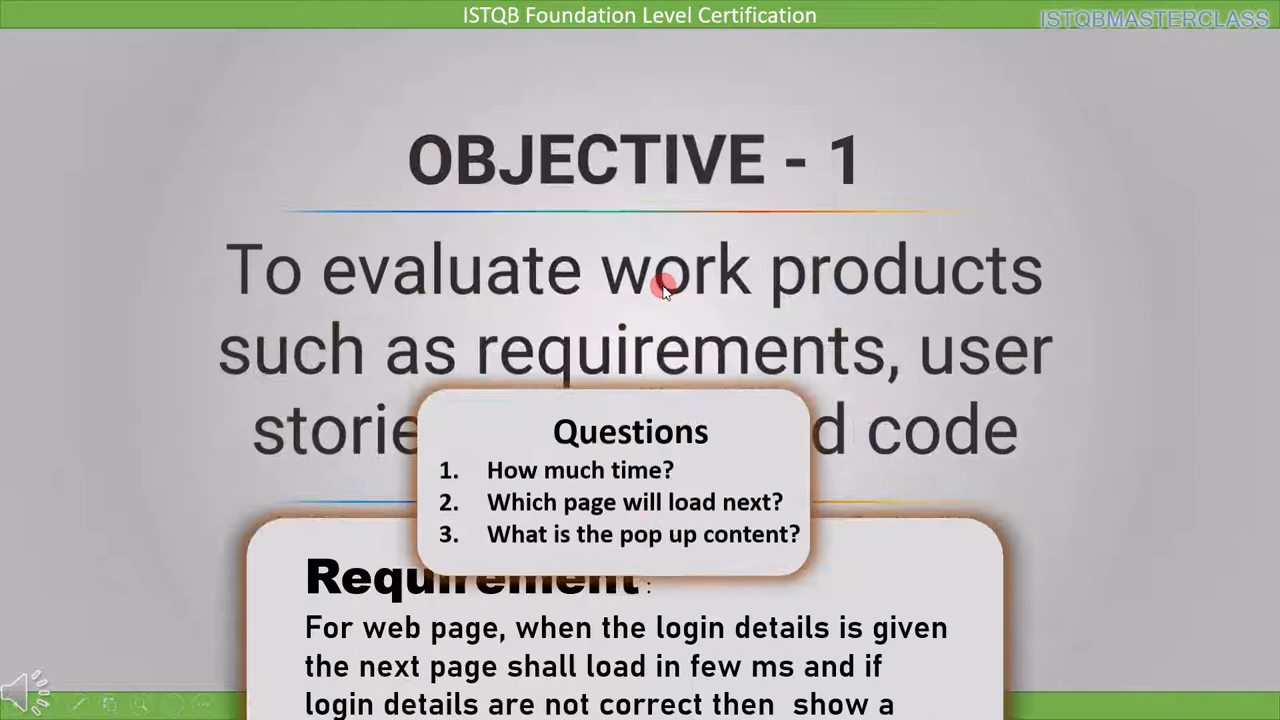 ISTQB Foundation Level Certification
ISTQBMASTERCLASS
OBJECTIVE - 1
To evaluate work products
such as requirements, user
d code
Questions
1. How much time?
2. Which page will load next?
3. What is the pop up content?
Requirement:
For web page, when the login details is given
the next page shall load in few ms and if
login details are not correct then show a